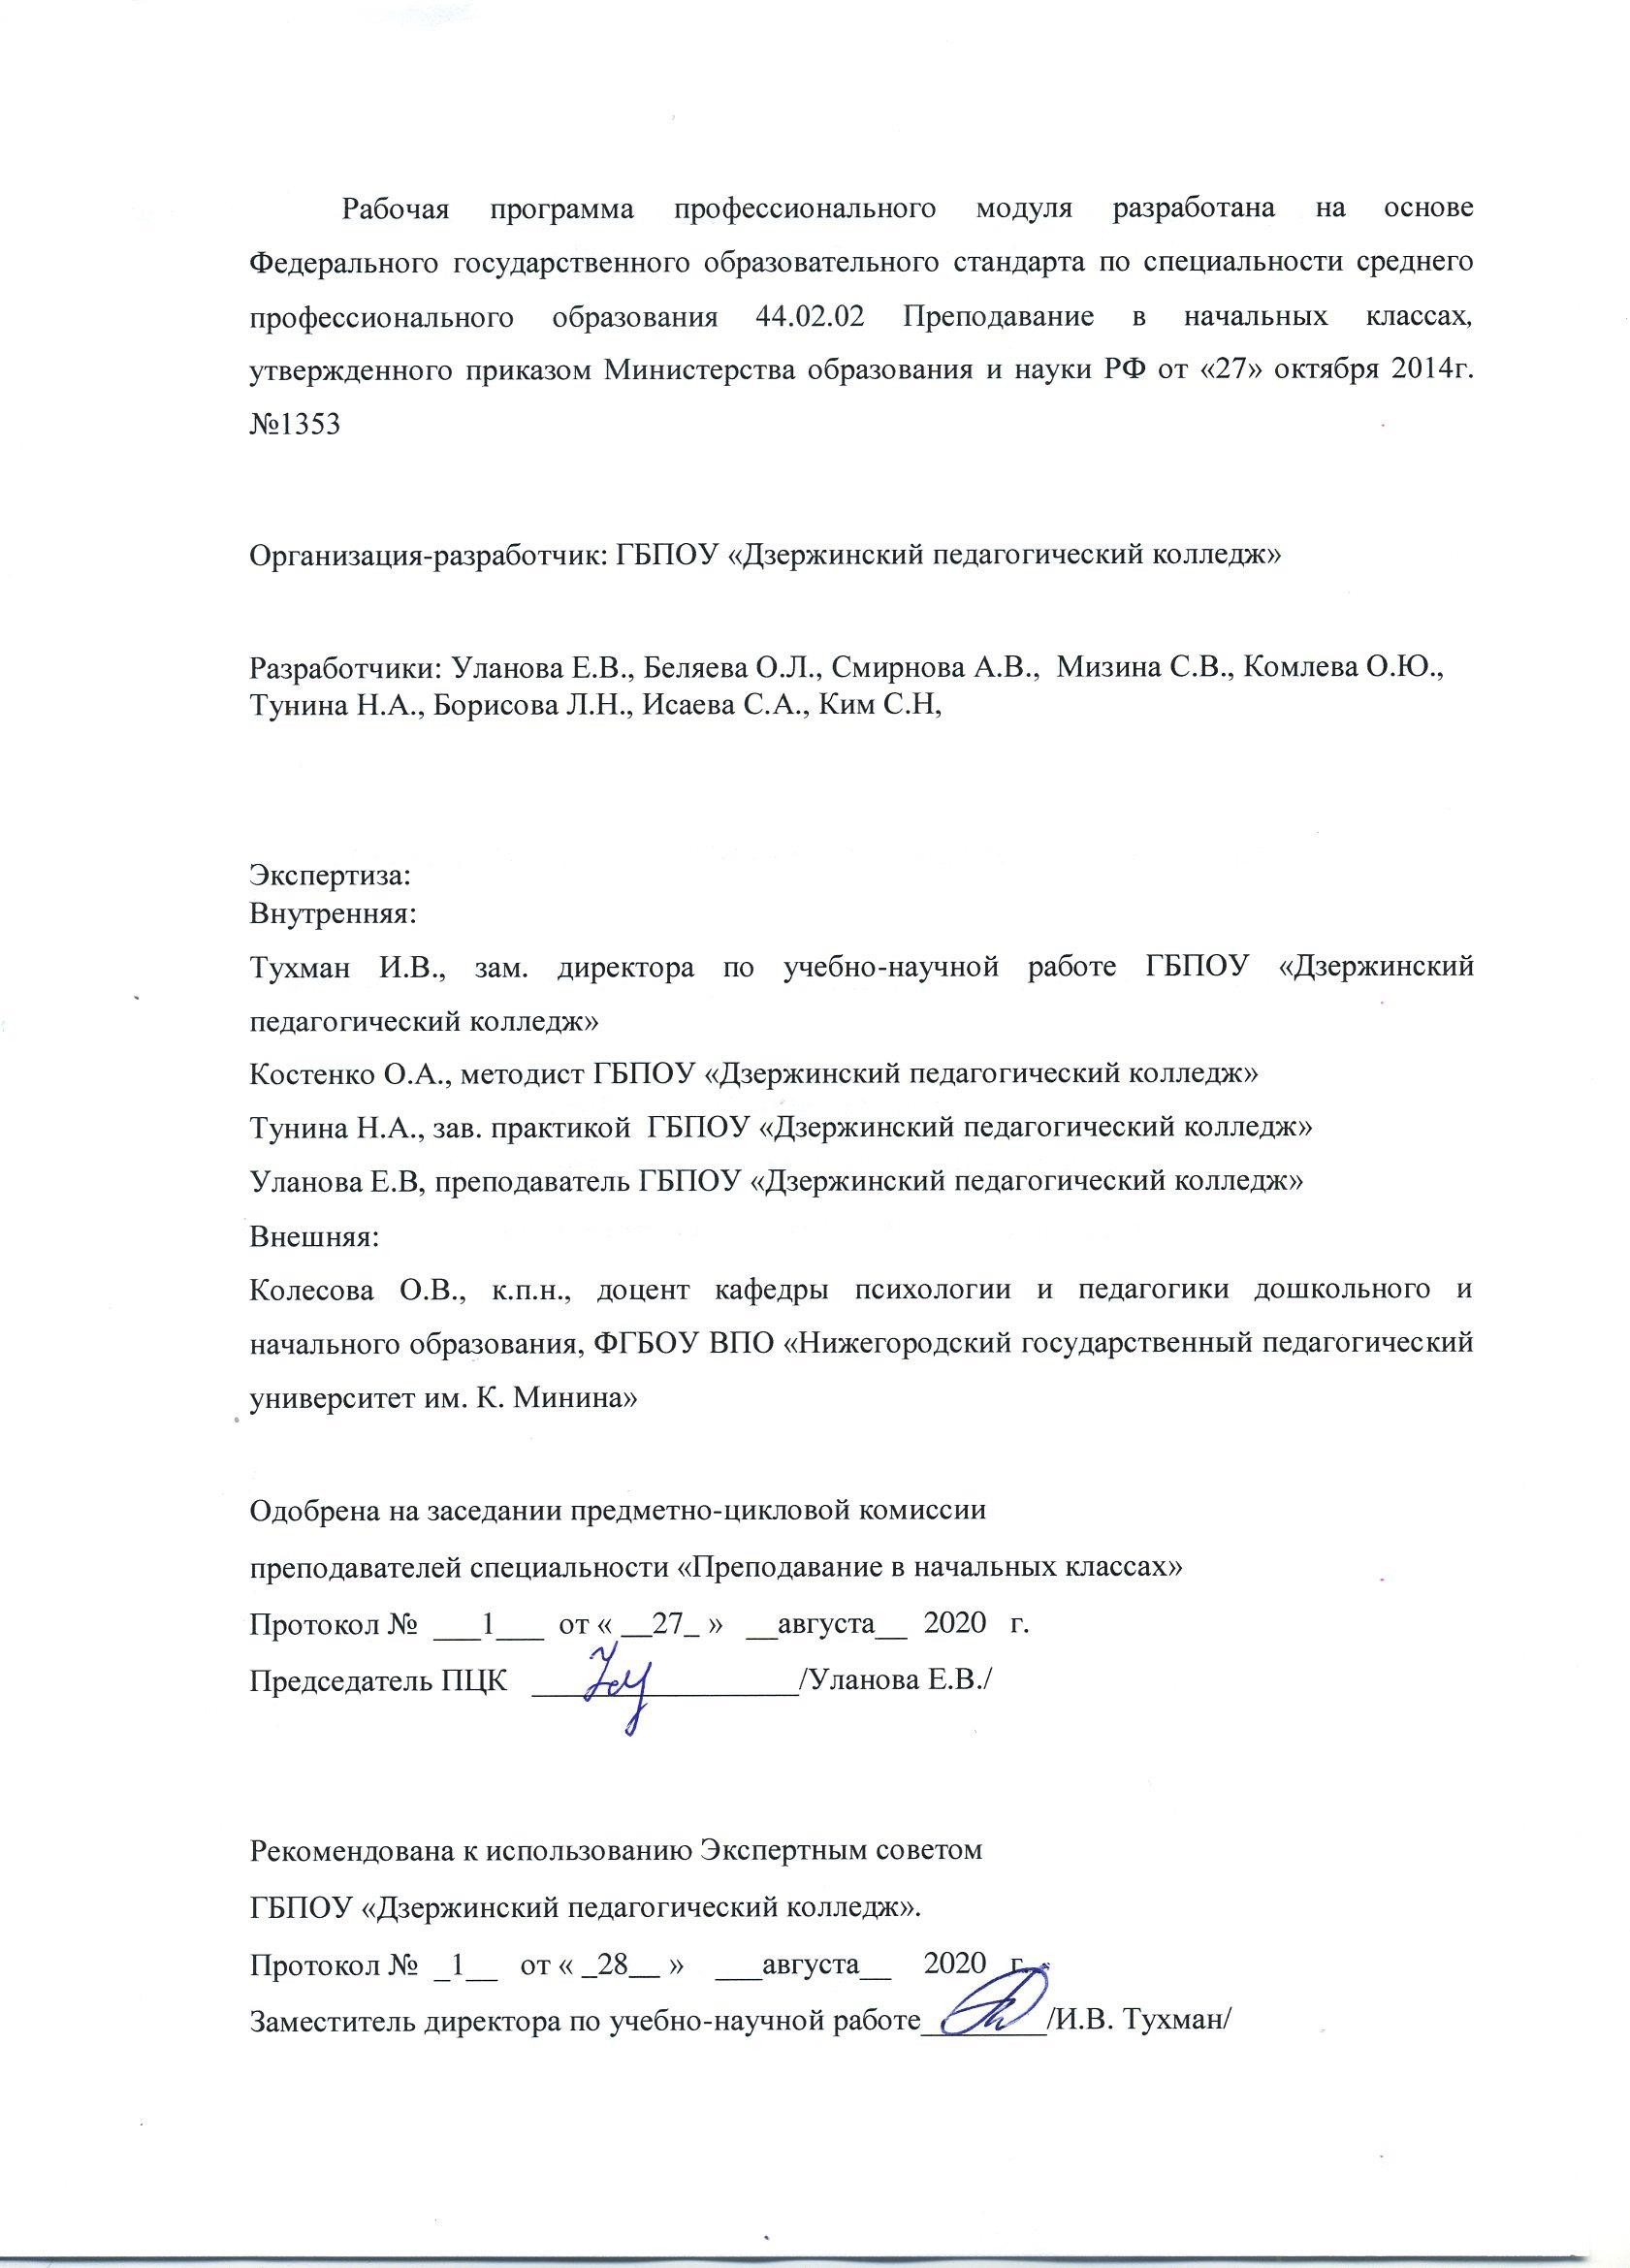 Рабочая программа профессионального модуля разработана на основе
Федерального государственного образовательного стандарта по специальности среднего
профессионального образования 44.02.02 Преподавание в начальных классах,
утвержденного приказом Министерства образования и науки РФ от «27» октября 2014г.
№1353
Организация-разработчик: ГБПОУ «Дзержинский педагогический колледж»
Разработчики: Уланова Е.В., Беляева О.Л., Смирнова А.В.,  Мизина С.В., Комлева О.Ю.,
Тунина Н.А., Борисова Л.Н., Исаева С.А., Ким С.Н,
Экспертиза:
Внутренняя:
Тухман И.В., зам. директора по учебно-научной работе ГБПОУ «Дзержинский
педагогический колледж»
Костенко О.А., методист ГБПОУ «Дзержинский педагогический колледж»
Тунина Н.А., зав. практикой  ГБПОУ «Дзержинский педагогический колледж»
Уланова Е.В, преподаватель ГБПОУ «Дзержинский педагогический колледж»
Внешняя:
Колесова О.В., к.п.н., доцент кафедры психологии и педагогики дошкольного и
начального образования, ФГБОУ ВПО «Нижегородский государственный педагогический
университет им. К. Минина»
Одобрена на заседании предметно-цикловой комиссии
преподавателей специальности «Преподавание в начальных классах»
Протокол №  ___1___  от « __27_ »   __августа__  2020   г.
Председатель ПЦК   _________________/Уланова Е.В./
Рекомендована к использованию Экспертным советом
ГБПОУ «Дзержинский педагогический колледж».
Протокол №  _1__   от « _28__ »    ___августа__    2020   г.
Заместитель директора по учебно-научной работе________/И.В. Тухман/